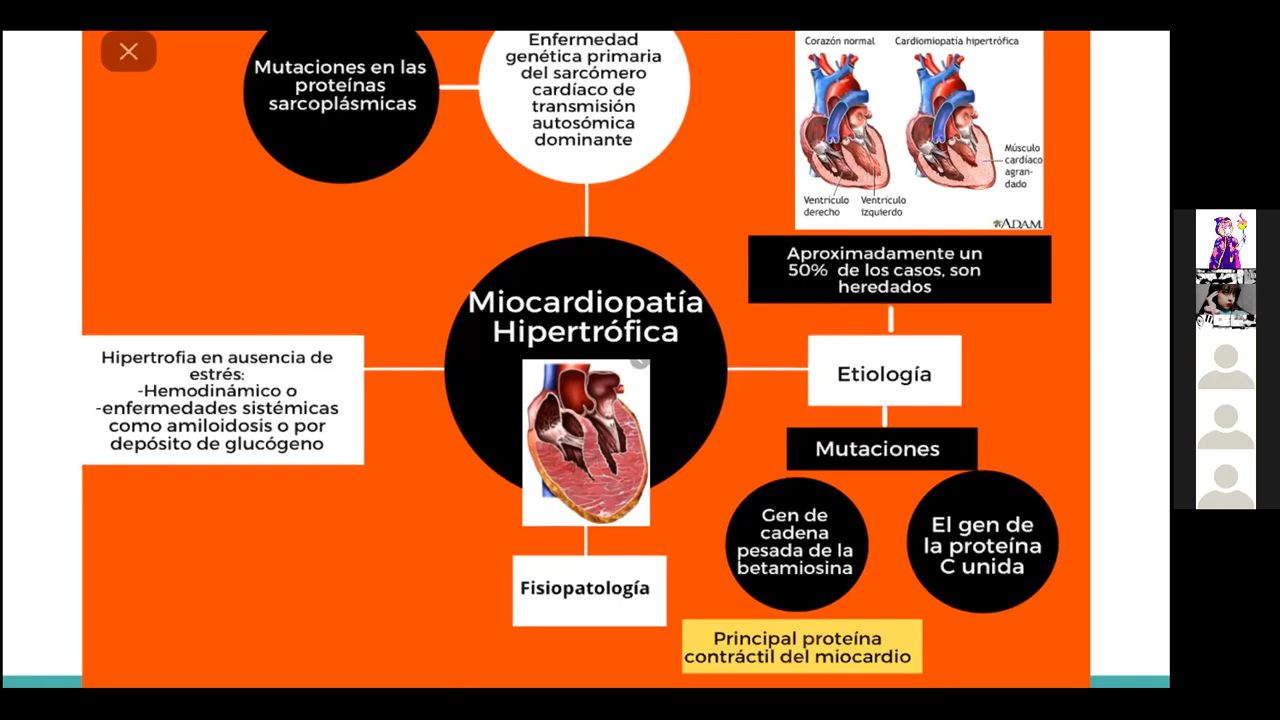 Mutaciones en las
proteínas
sarcoplásmicas
Enfermedad
genética primaria
del sarcómero
cardíaco de
transmisión
autosómica
dominante
Corazón normal
Cardiomiopatía hipertrófica
Músculo
cardíaco
agran-
dado
Ventrículo
derecho
Ventrículo
izquierdo
ADAM.
Aproximadamente un
50% de los casos, son
heredados
Miocardiopatía
Hipertrófica
Hipertrofia en ausencia de
estrés:
-Hemodinámico o
-enfermedades sistémicas
como amiloidosis o por
depósito de glucógeno
Etiología
Mutaciones
Gen de
cadena
pesada de la
betamiosina
El gen de
la proteína
C unida
Fisiopatología
Principal proteína
contráctil del miocardio